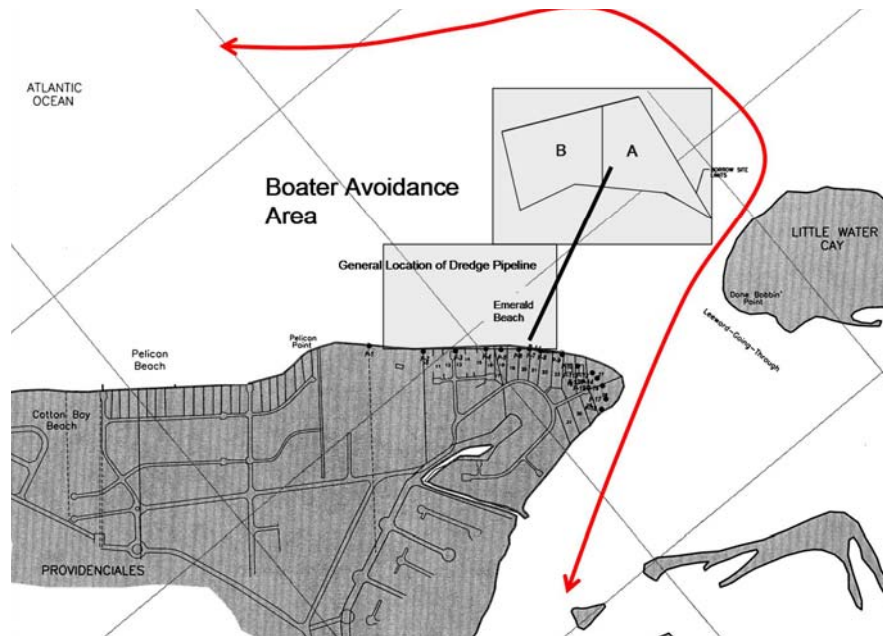 ATLANTIC
OCEAN
B
A
BORROW SITE
LIMITS
Boater Avoidance
Area
LITTLE WATER
CAY
General Location of Dredge Pipeline
Done Bobbin'
Point
Emerald
Beach
Leeward-Going-Through
Pelican
Point
Pelican
Beach
Cotton Bay
Beach
PROVIDENCIALES